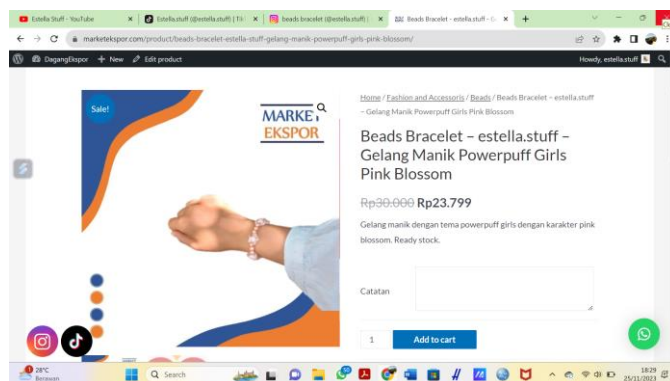 Estella Stuff - YouTube
Estella.stuff (@estella.stuff) | Ti
beads bracelet (@estella.stuff) |
Beads Bracelet - estella.stuff - G
marketekspor.com/product/beads-bracelet-estella-stuff-gelang-manik-powerpuff-girls-pink-blossom/
DagangEkspor + New Edit product
Howdy, estella.stuff
Sale!
MARKE
EKSPOR
Home / Fashion and Accessoris / Beads / Beads Bracelet – estella.stuff
– Gelang Manik Powerpuff Girls Pink Blossom
Beads Bracelet – estella.stuff –
Gelang Manik Powerpuff Girls
Pink Blossom
Rp30.000 Rp23.799
Gelang manik dengan tema powerpuff girls dengan karakter pink
blossom. Ready stock.
Catatan
1 Add to cart
28°C
Berawan
Search
18:29
25/11/2023